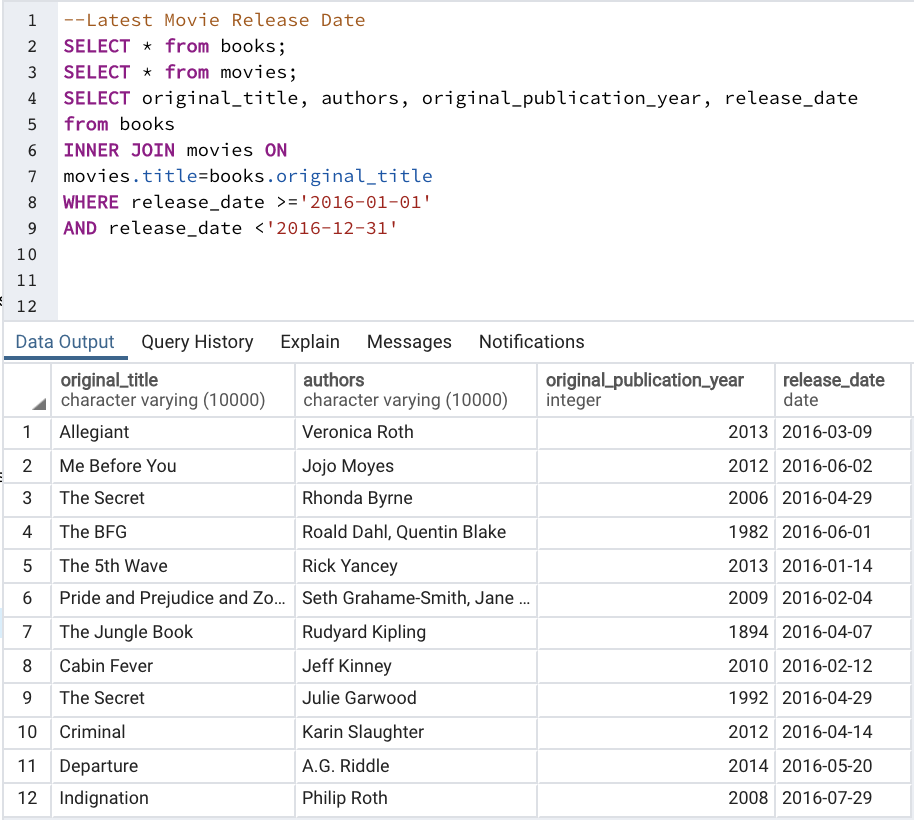 1 --Latest Movie Release Date
2 SELECT * from books;
3 SELECT * from movies;
4 SELECT original_title, authors, original_publication_year, release_date
5 from books
6 INNER JOIN movies ON
7 movies.title=books.original_title
8 WHERE release_date >='2016-01-01'
9 AND release_date <'2016-12-31'
10
11
12
Data Output Query History Explain Messages Notifications
original_title authors original_publication_year release_date
character varying (10000) character varying (10000) integer date
1 Allegiant Veronica Roth 2013 2016-03-09
2 Me Before You Jojo Moyes 2012 2016-06-02
3 The Secret Rhonda Byrne 2006 2016-04-29
4 The BFG Roald Dahl, Quentin Blake 1982 2016-06-01
5 The 5th Wave Rick Yancey 2013 2016-01-14
6 Pride and Prejudice and Zo... Seth Grahame-Smith, Jane ... 2009 2016-02-04
7 The Jungle Book Rudyard Kipling 1894 2016-04-07
8 Cabin Fever Jeff Kinney 2010 2016-02-12
9 The Secret Julie Garwood 1992 2016-04-29
10 Criminal Karin Slaughter 2012 2016-04-14
11 Departure A.G. Riddle 2014 2016-05-20
12 Indignation Philip Roth 2008 2016-07-29